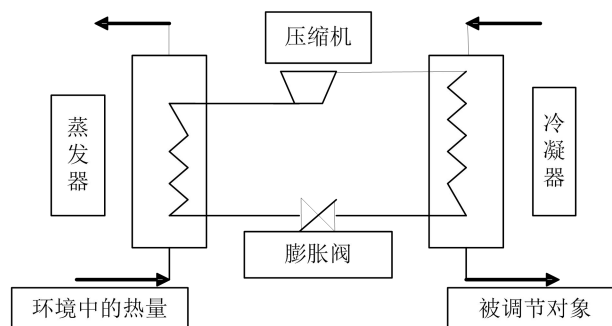 压缩机
蒸发器
冷凝器
膨胀阀
环境中的热量
被调节对象